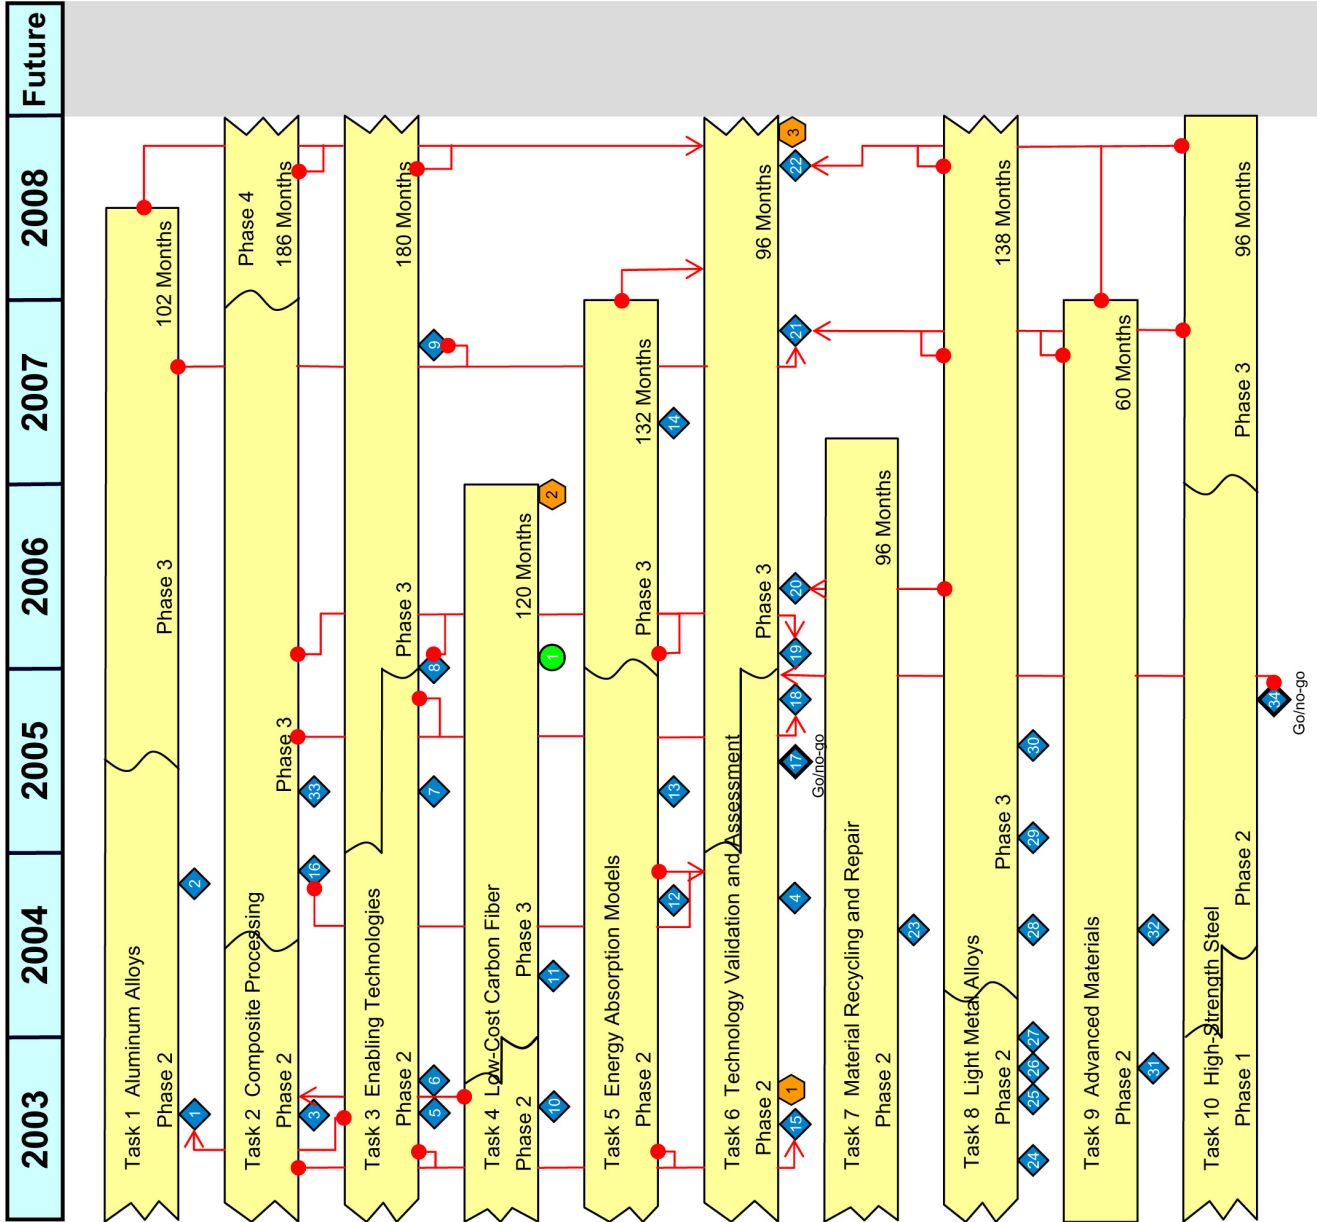 2003
2004
2005
2006
2007
2008
Future
Task 1 Aluminum Alloys
Phase 2
Phase 3
102 Months
1
2
Task 2 Composite Processing
Phase 2
Phase 3
Phase 4
186 Months
3
16
33
Task 3 Enabling Technologies
Phase 2
Phase 3
180 Months
5
6
7
8
9
Task 4 Low-Cost Carbon Fiber
Phase 2
Phase 3
120 Months
10
11
1
2
Task 5 Energy Absorption Models
Phase 2
Phase 3
132 Months
12
13
14
Task 6 Technology Validation and Assessment
Phase 2
Phase 3
96 Months
15
1
4
17
Go/no-go
18
19
20
21
22
3
Task 7 Material Recycling and Repair
Phase 2
96 Months
23
Task 8 Light Metal Alloys
Phase 2
Phase 3
138 Months
24
25
26
27
28
29
30
Task 9 Advanced Materials
Phase 2
60 Months
31
32
Task 10 High-Strength Steel
Phase 1
Phase 2
Phase 3
96 Months
34
Go/no-go